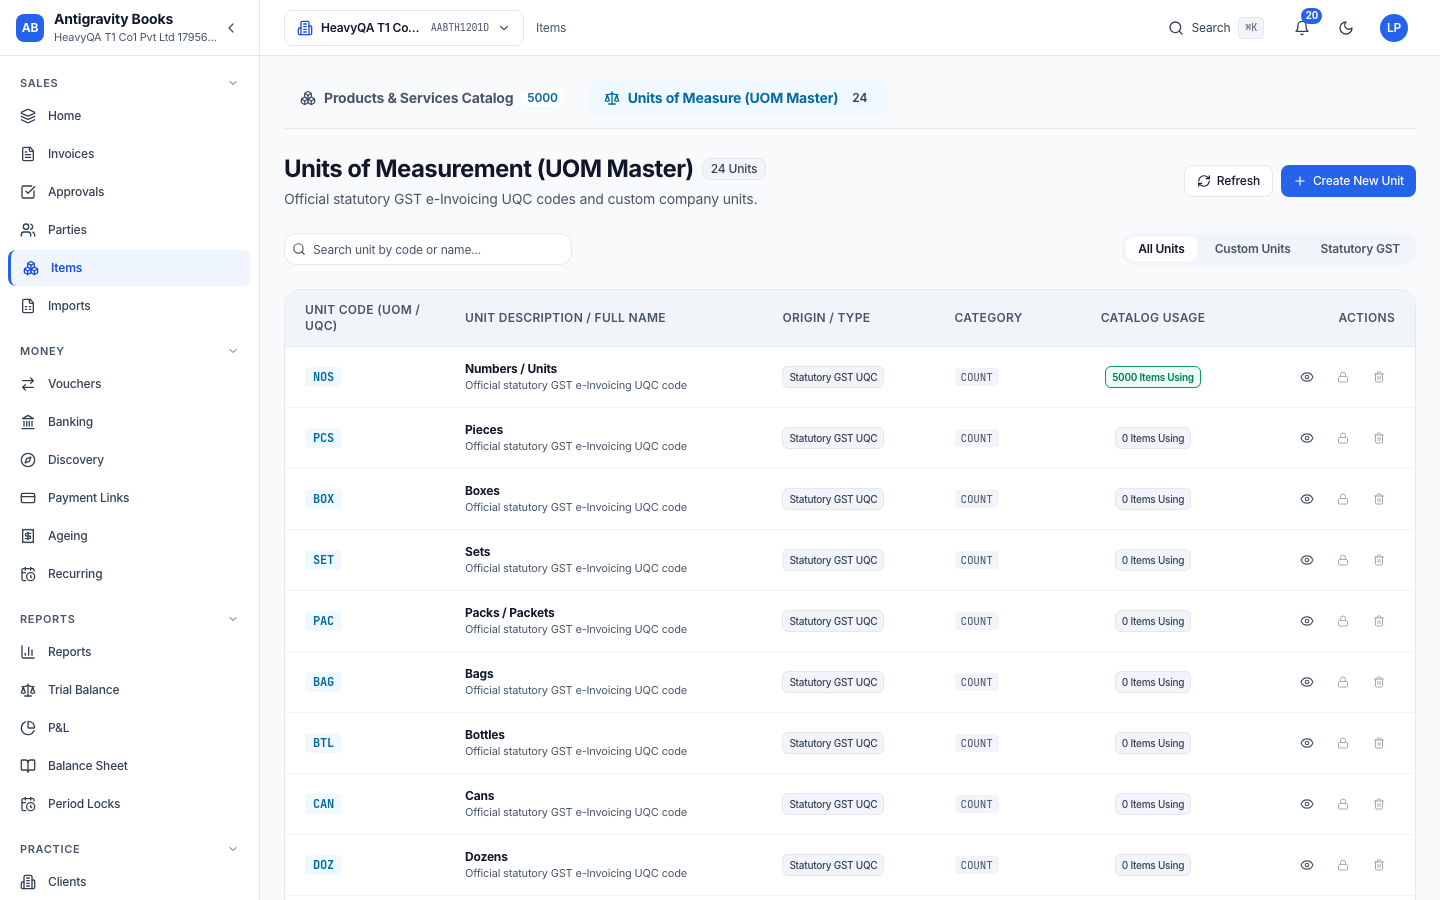 AB
Antigravity Books
HeavyQA T1 Co1 Pvt Ltd 17956...
HeavyQA T1 Co...
AABTH1201D
Items
Search
⌘K
20
LP
SALES
Home
Invoices
Approvals
Parties
Items
Imports
MONEY
Vouchers
Banking
Discovery
Payment Links
Ageing
Recurring
REPORTS
Reports
Trial Balance
P&L
Balance Sheet
Period Locks
PRACTICE
Clients
Products & Services Catalog 5000
Units of Measure (UOM Master) 24
Units of Measurement (UOM Master) 24 Units
Official statutory GST e-Invoicing UQC codes and custom company units.
Refresh
Create New Unit
Search unit by code or name...
All Units
Custom Units
Statutory GST
UNIT CODE (UOM /
UQC)
UNIT DESCRIPTION / FULL NAME
ORIGIN / TYPE
CATEGORY
CATALOG USAGE
ACTIONS
NOS
Numbers / Units
Official statutory GST e-Invoicing UQC code
Statutory GST UQC
COUNT
5000 Items Using
PCS
Pieces
Official statutory GST e-Invoicing UQC code
Statutory GST UQC
COUNT
0 Items Using
BOX
Boxes
Official statutory GST e-Invoicing UQC code
Statutory GST UQC
COUNT
0 Items Using
SET
Sets
Official statutory GST e-Invoicing UQC code
Statutory GST UQC
COUNT
0 Items Using
PAC
Packs / Packets
Official statutory GST e-Invoicing UQC code
Statutory GST UQC
COUNT
0 Items Using
BAG
Bags
Official statutory GST e-Invoicing UQC code
Statutory GST UQC
COUNT
0 Items Using
BTL
Bottles
Official statutory GST e-Invoicing UQC code
Statutory GST UQC
COUNT
0 Items Using
CAN
Cans
Official statutory GST e-Invoicing UQC code
Statutory GST UQC
COUNT
0 Items Using
DOZ
Dozens
Official statutory GST e-Invoicing UQC code
Statutory GST UQC
COUNT
0 Items Using